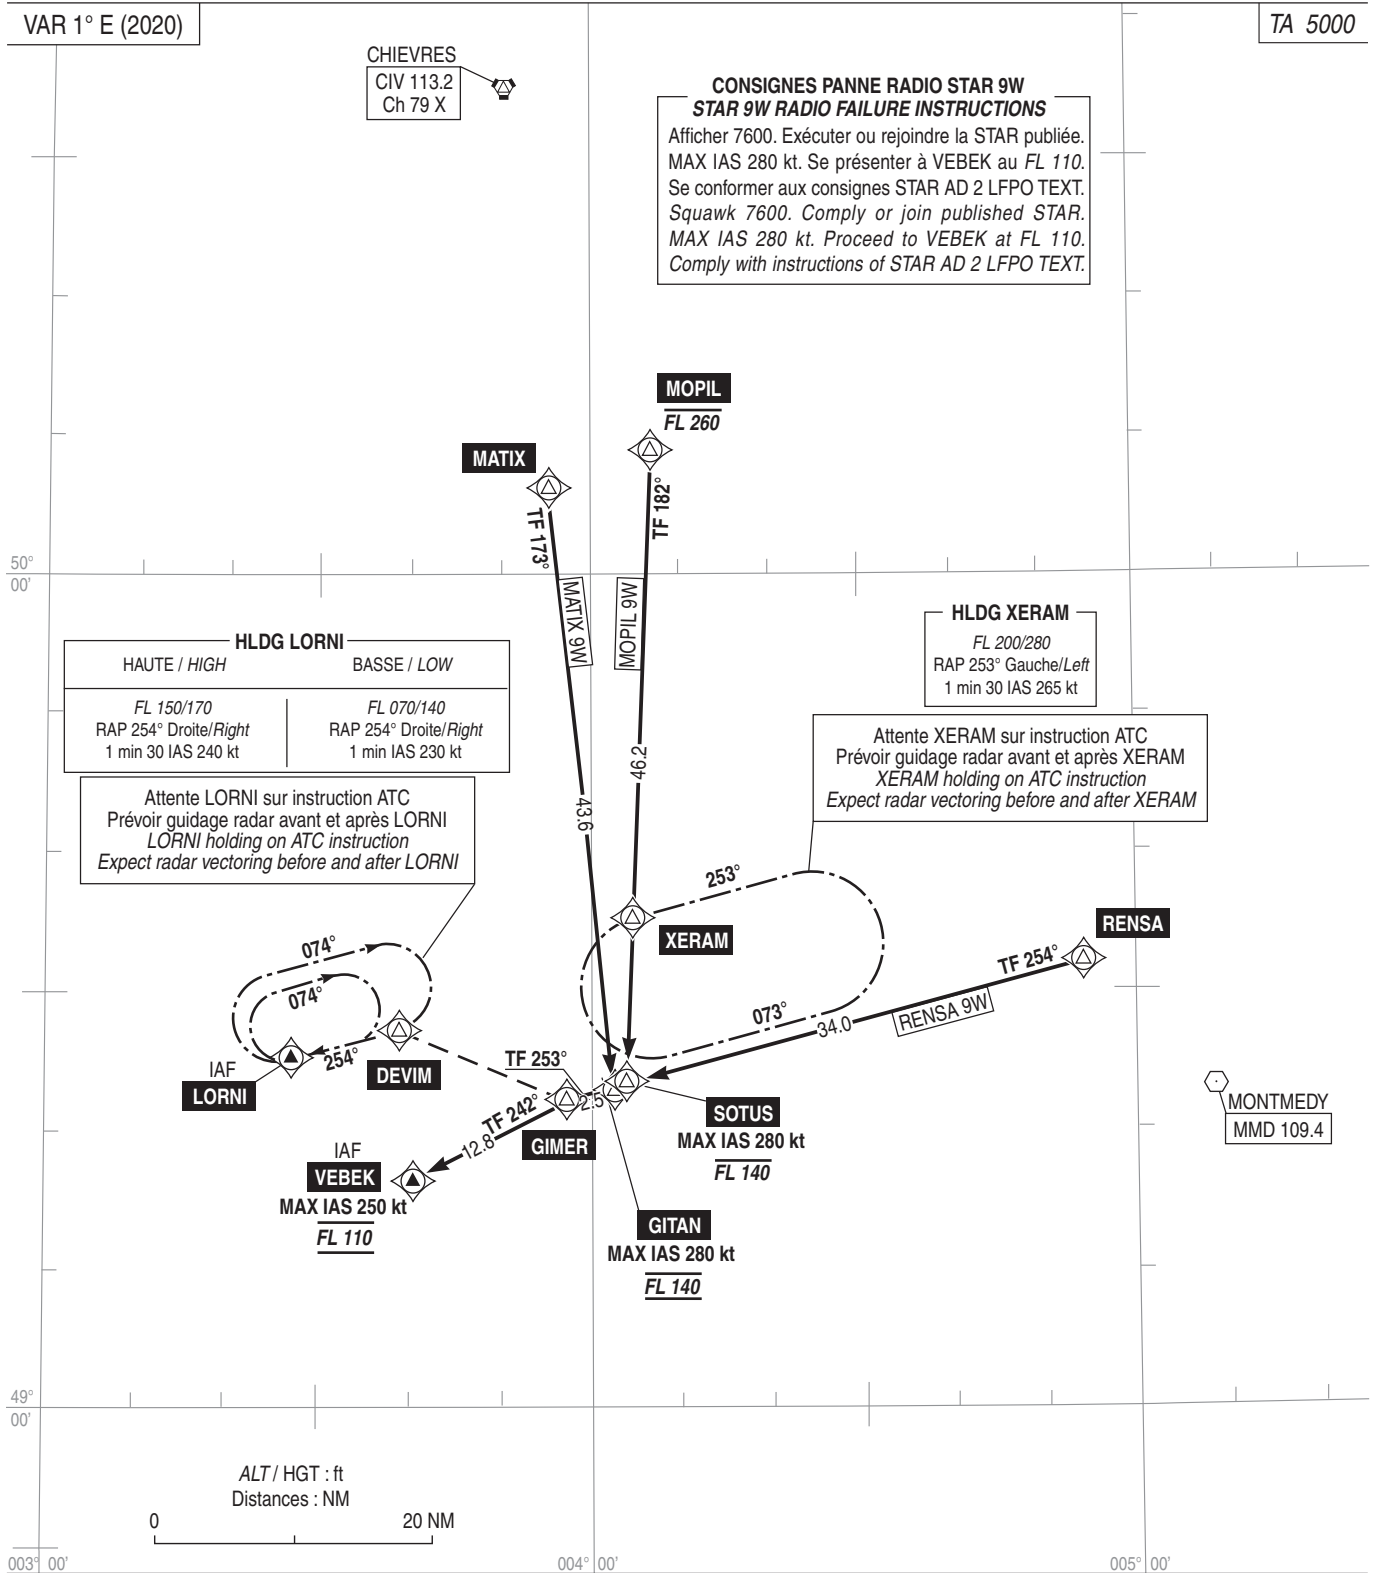 VAR 1° E (2020)
TA 5000
CHIEVRES
CIV 113.2
Ch 79 X
CONSIGNES PANNE RADIO STAR 9W
STAR 9W RADIO FAILURE INSTRUCTIONS
Afficher 7600. Exécuter ou rejoindre la STAR publiée.
MAX IAS 280 kt. Se présenter à VEBEK au FL 110.
Se conformer aux consignes STAR AD 2 LFPO TEXT.
Squawk 7600. Comply or join published STAR.
MAX IAS 280 kt. Proceed to VEBEK at FL 110.
Comply with instructions of STAR AD 2 LFPO TEXT.
MOPIL
FL 260
MATIX
TF 182°
TF 173°
50°
00'
MATIX 9W
MOPIL 9W
HLDG XERAM
FL 200/280
RAP 253° Gauche/Left
1 min 30 IAS 265 kt
HLDG LORNI
HAUTE / HIGH
BASSE / LOW
FL 150/170
RAP 254° Droite/Right
1 min 30 IAS 240 kt
FL 070/140
RAP 254° Droite/Right
1 min IAS 230 kt
Attente XERAM sur instruction ATC
Prévoir guidage radar avant et après XERAM
XERAM holding on ATC instruction
Expect radar vectoring before and after XERAM
46.2
43.6
Attente LORNI sur instruction ATC
Prévoir guidage radar avant et après LORNI
LORNI holding on ATC instruction
Expect radar vectoring before and after LORNI
253°
XERAM
RENSA
TF 254°
074°
074°
073°
34.0
RENSA 9W
254°
DEVIM
IAF
LORNI
TF 253°
2.5
TF 242°
12.8
GIMER
SOTUS
MAX IAS 280 kt
FL 140
MONTMEDY
MMD 109.4
IAF
VEBEK
MAX IAS 250 kt
FL 110
GITAN
MAX IAS 280 kt
FL 140
49°
00'
ALT / HGT : ft
Distances : NM
0
20 NM
003° 00'
004° 00'
005° 00'